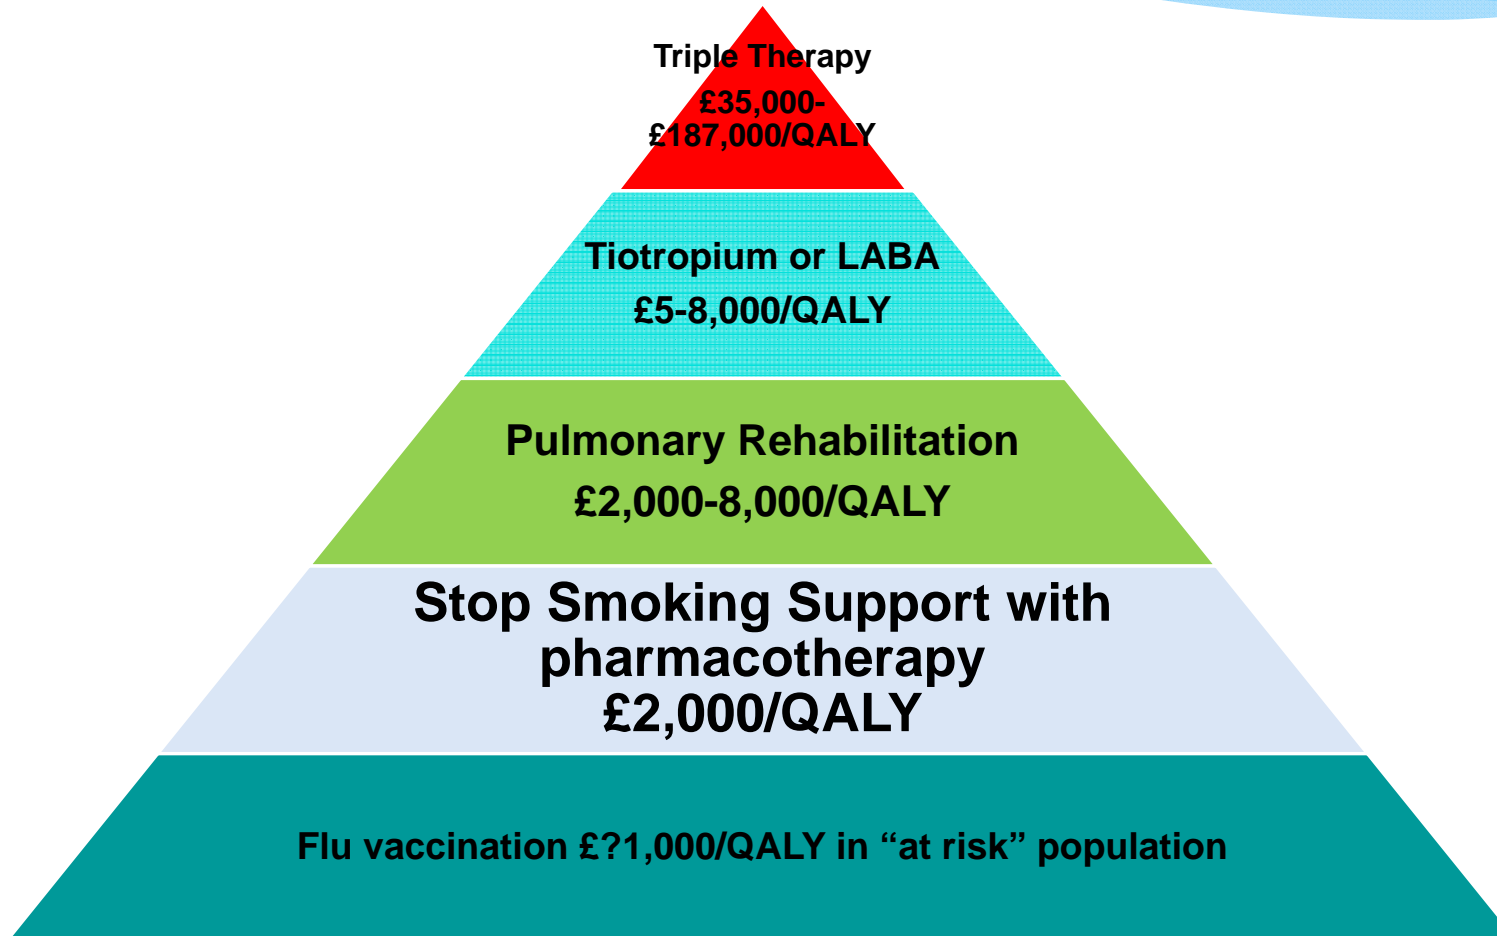 Triple Therapy
£35,000-
£187,000/QALY
Tiotropium or LABA
£5-8,000/QALY
Pulmonary Rehabilitation
£2,000-8,000/QALY
Stop Smoking Support with
pharmacotherapy
£2,000/QALY
Flu vaccination £?1,000/QALY in “at risk” population